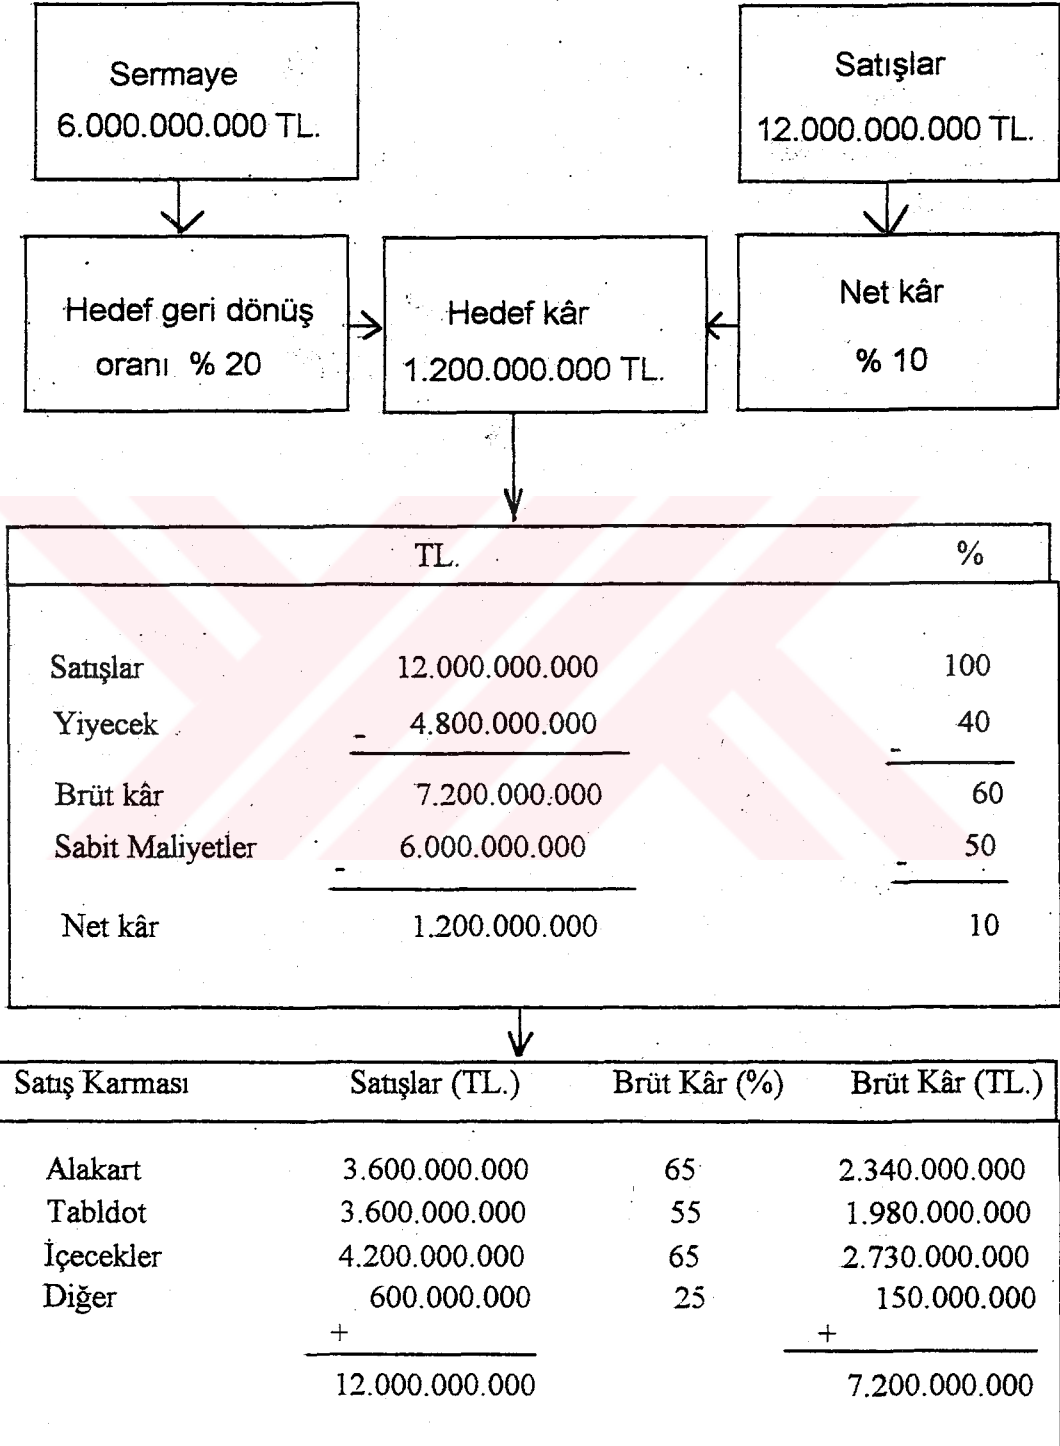 Sermaye
6.000.000.000 TL.
Satışlar
12.000.000.000 TL.
Hedef geri dönüş
oranı % 20
Hedef kâr
1.200.000.000 TL.
Net kâr
% 10
TL. %
Satışlar 12.000.000.000 100
Yiyecek - 4.800.000.000 - 40
Brüt kâr 7.200.000.000 60
Sabit Maliyetler - 6.000.000.000 - 50
Net kâr 1.200.000.000 10
Satış Karması Satışlar (TL.) Brüt Kâr (%) Brüt Kâr (TL.)
Alakart 3.600.000.000 65 2.340.000.000
Tabldot 3.600.000.000 55 1.980.000.000
İçecekler 4.200.000.000 65 2.730.000.000
Diğer 600.000.000 25 150.000.000
+ +
12.000.000.000 7.200.000.000